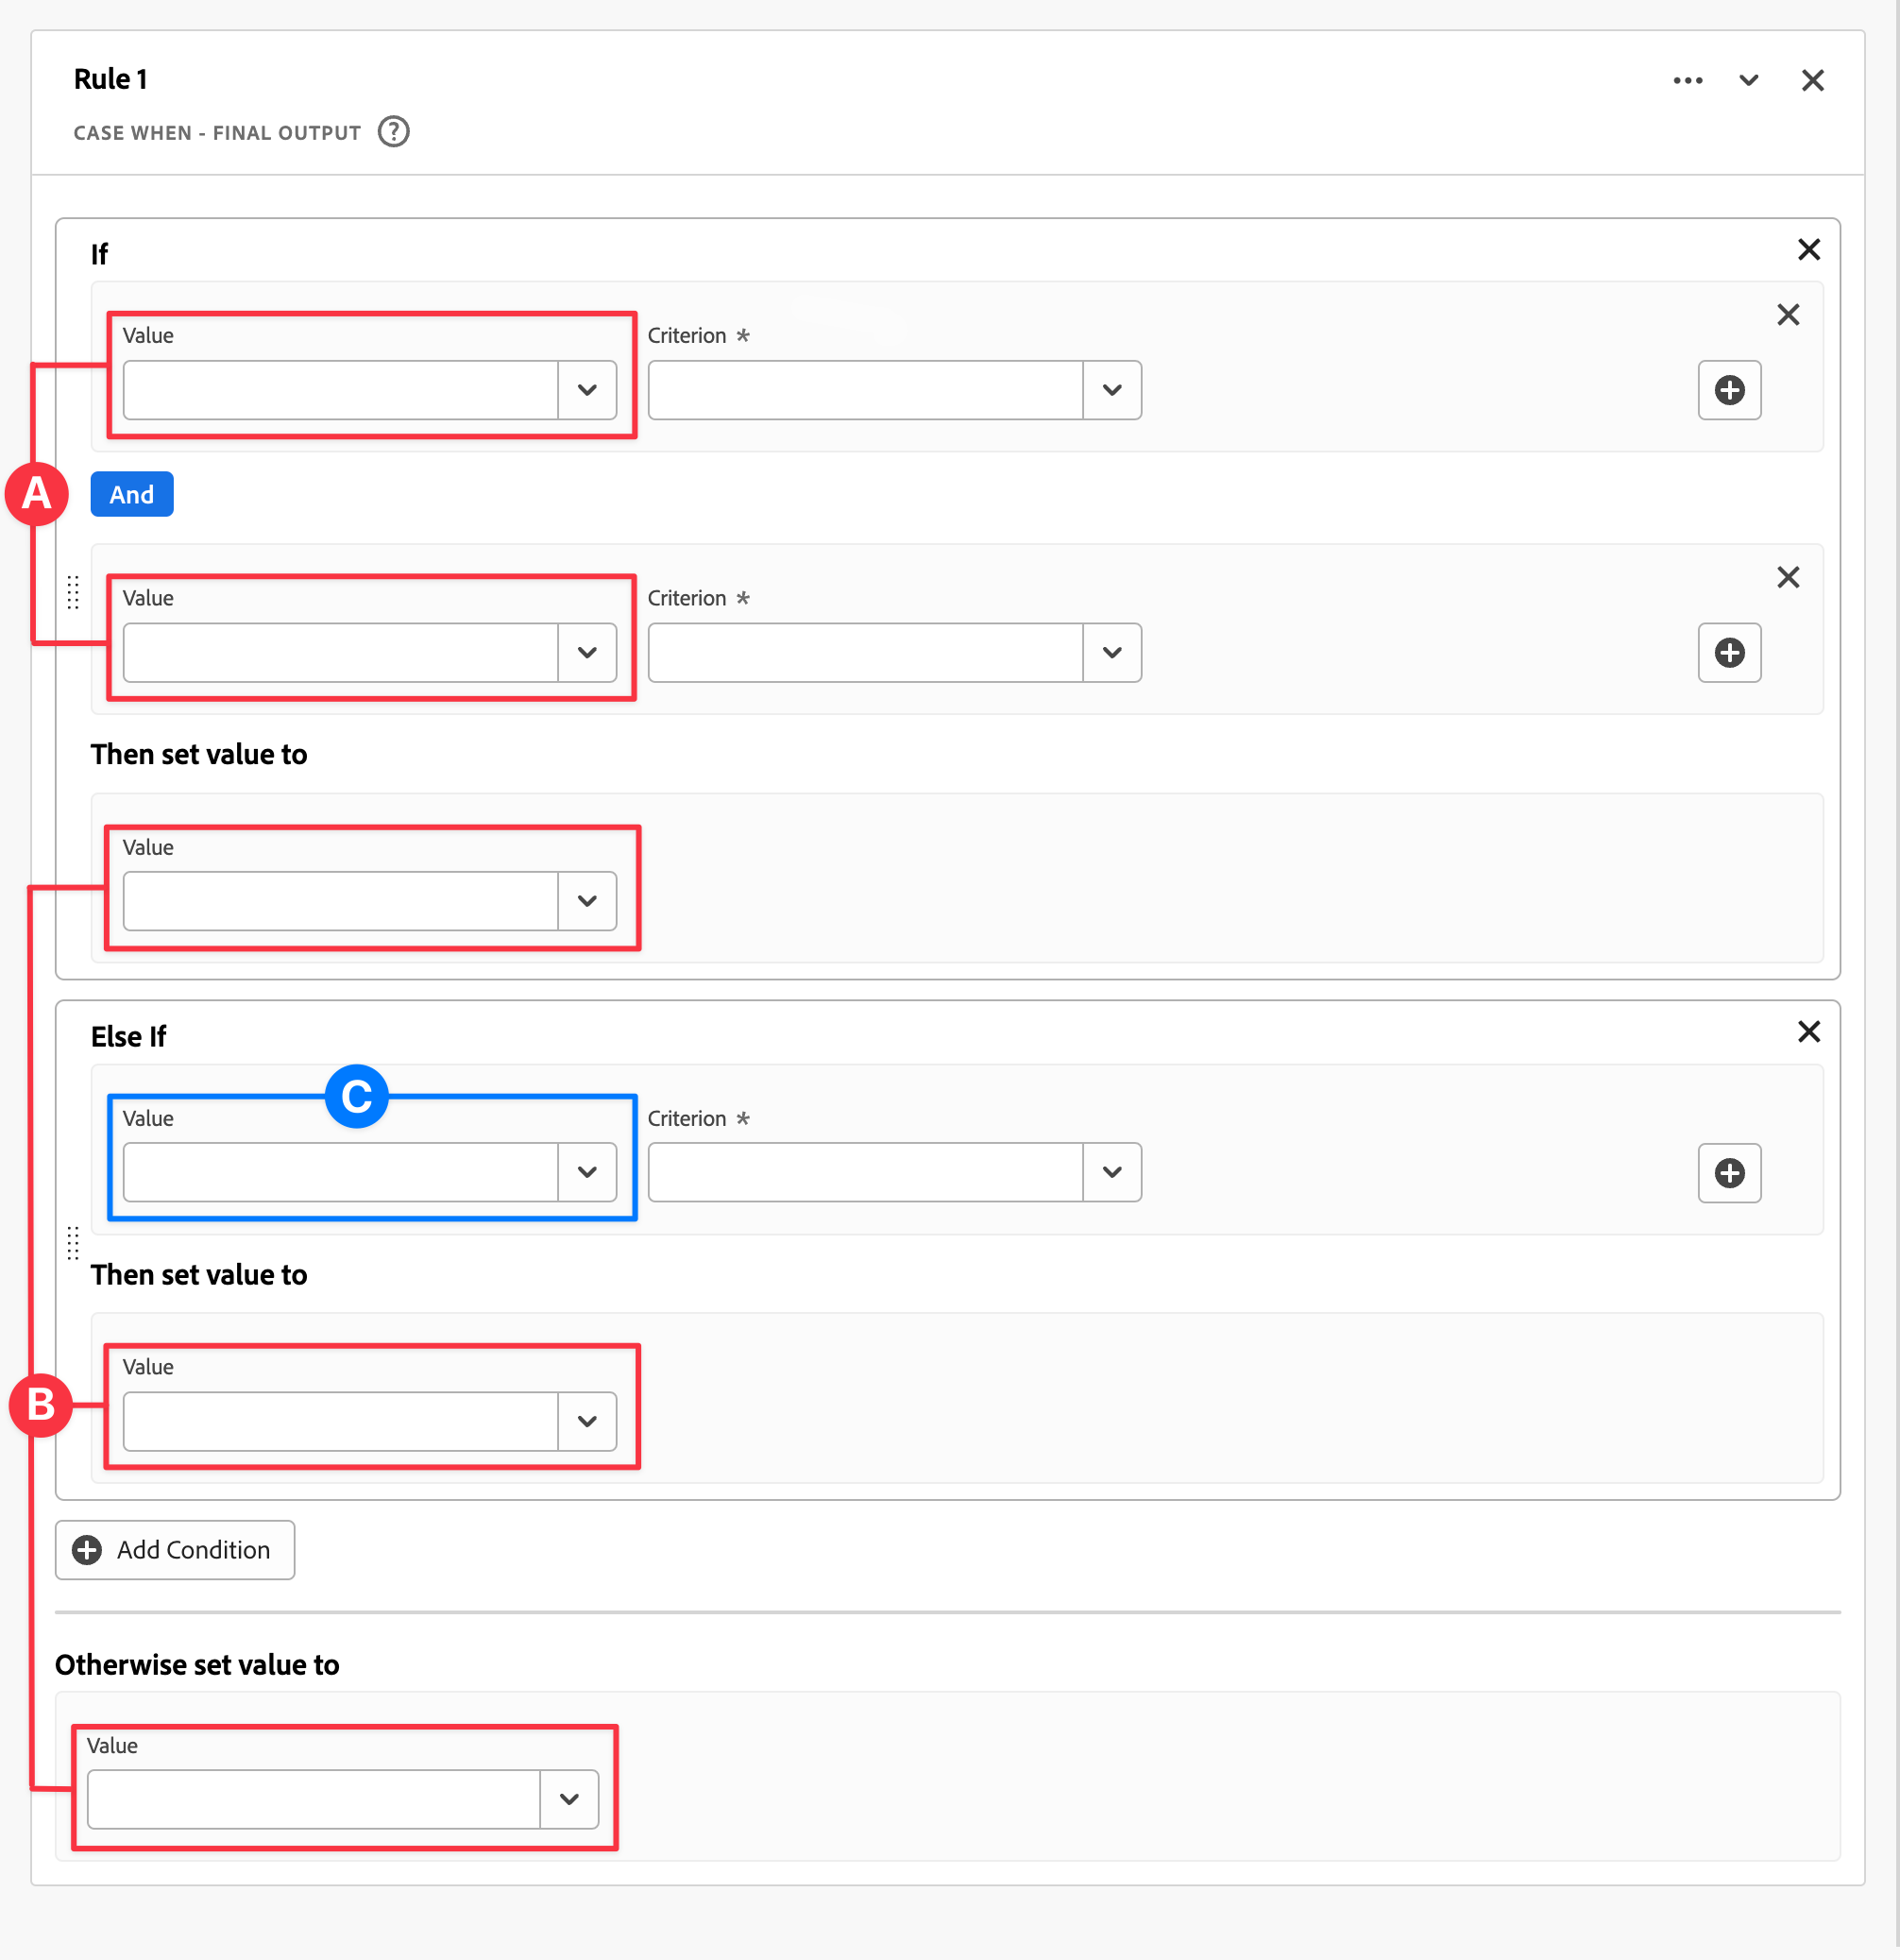 Rule 1
CASE WHEN - FINAL OUTPUT ?
If
Value Criterion *
A
And
Value Criterion *
Then set value to
Value
Else If
C
Value Criterion *
Then set value to
Value
B
Add Condition
Otherwise set value to
Value